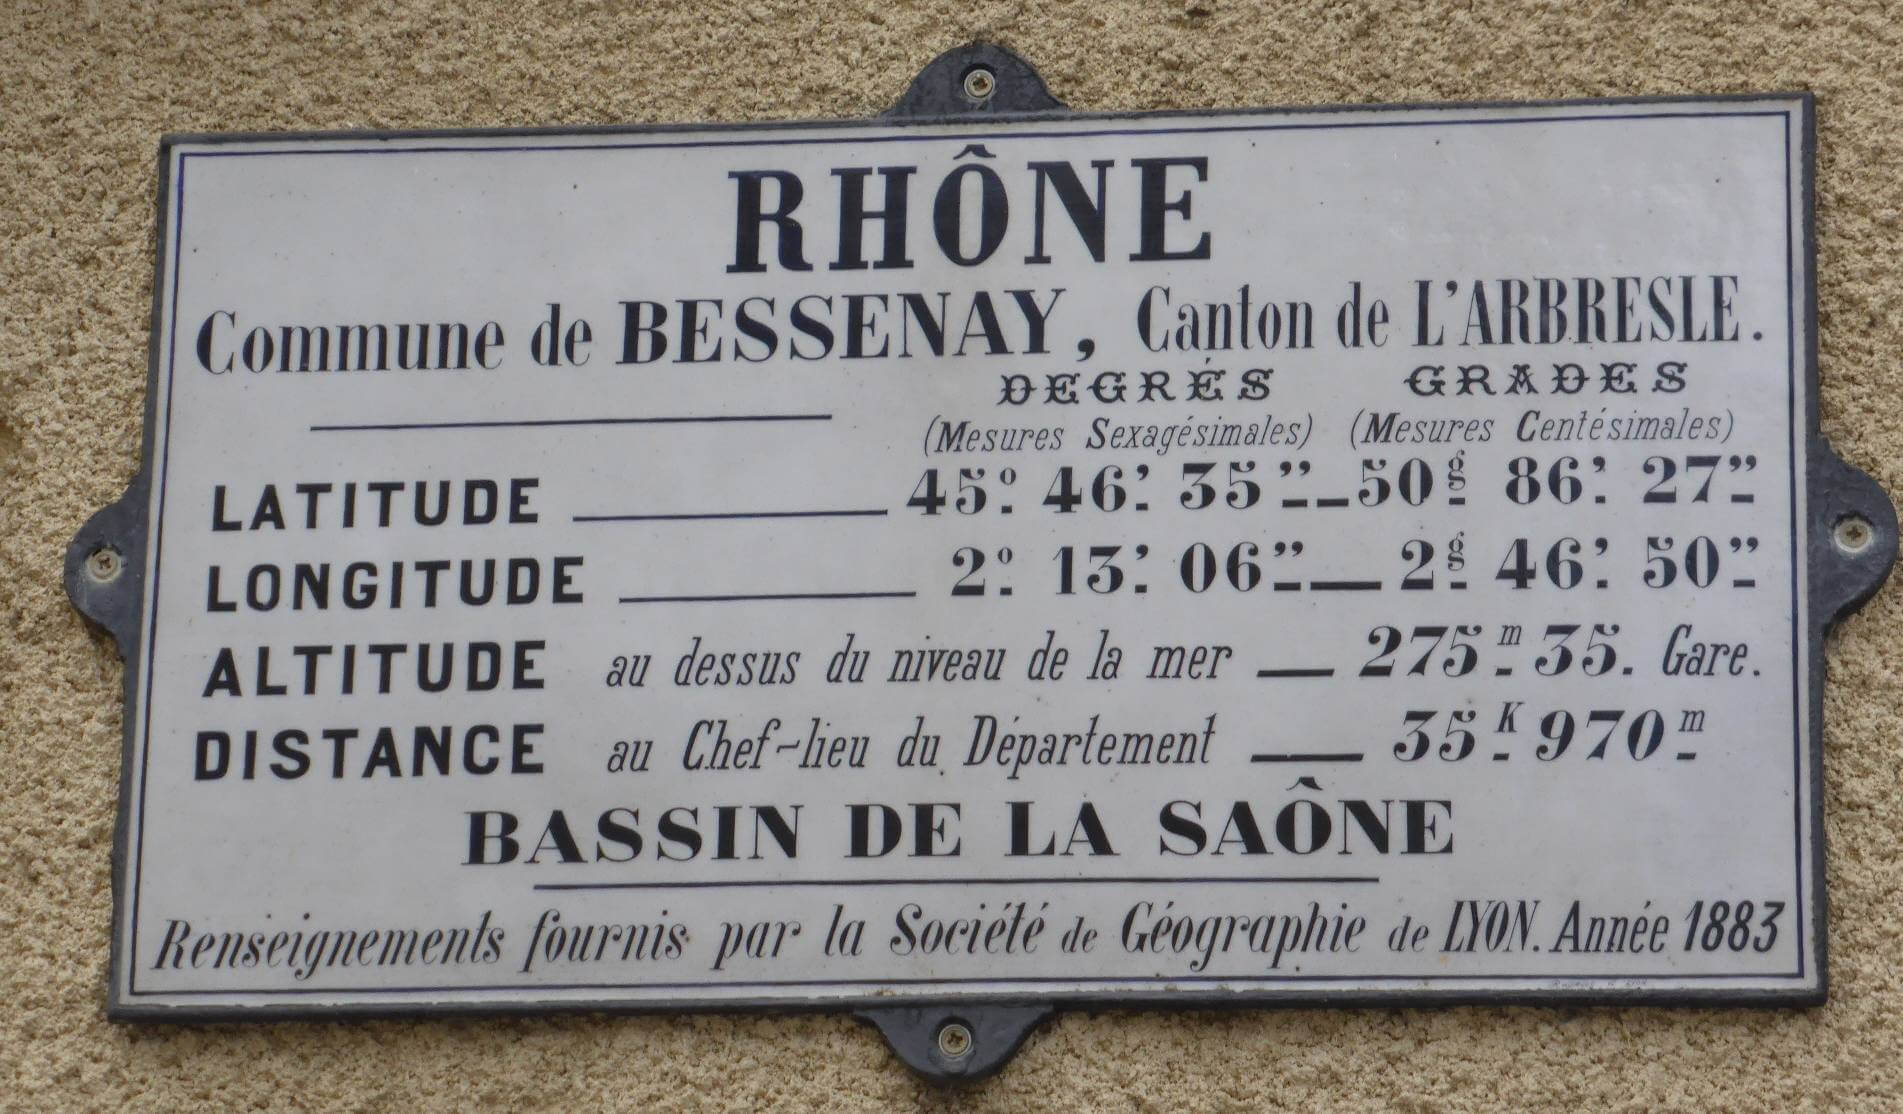 RHÔNE
Commune de BESSENAY, Canton de L'ARBRESLE.
DEGRÉS GRADES
(Mesures Sexagésimales) (Mesures Centésimales)
LATITUDE 45° 46' 35" 50g 86' 27"
LONGITUDE 2° 13' 06" 2g 46' 50"
ALTITUDE au dessus du niveau de la mer 275m 35. Gare.
DISTANCE au Chef-lieu du Département 35K 970m
BASSIN DE LA SAÔNE
Renseignements fournis par la Société de Géographie de LYON. Année 1883